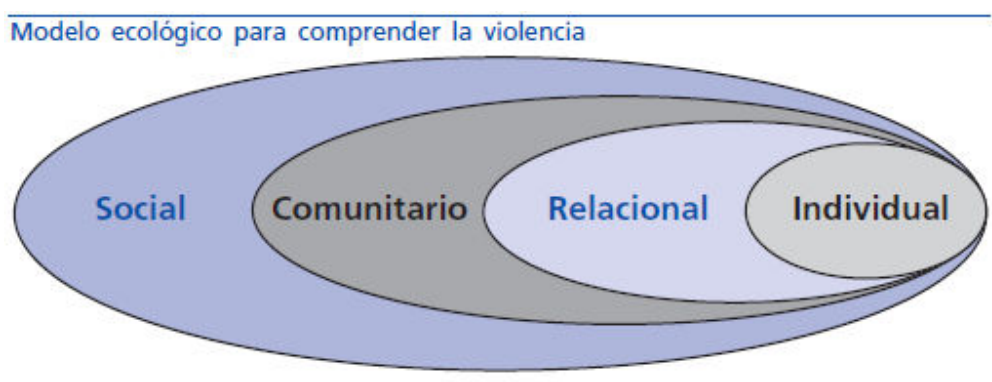 Modelo ecológico para comprender la violencia
Social Comunitario Relacional Individual